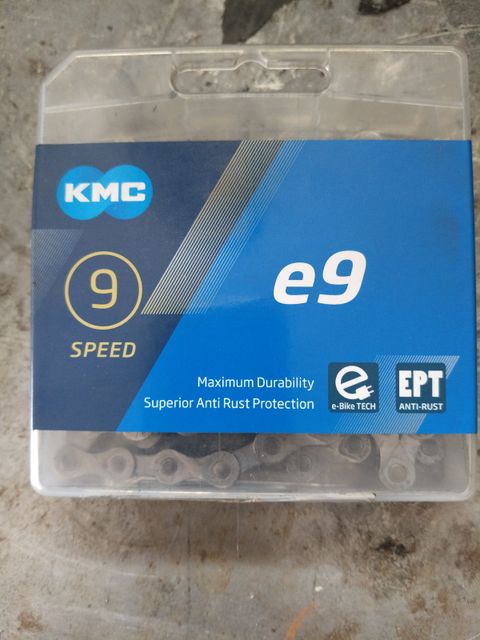 KMC
9
SPEED
e9
Maximum Durability
Superior Anti Rust Protection
e
e-Bike TECH
EPT
ANTI-RUST